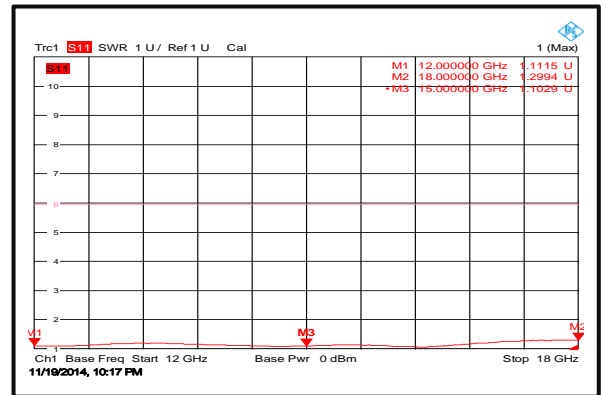 Trc1 S11 SWR 1 U / Ref 1 U Cal 1 (Max)
S11
M1 12.000000 GHz 1.1115 U
M2 18.000000 GHz 1.2994 U
•M3 15.000000 GHz 1.1029 U
10
9
8
7
6
5
4
3
2
M1 M3 M2
1
Ch1 Base Freq Start 12 GHz Base Pwr 0 dBm Stop 18 GHz
11/19/2014, 10:17 PM